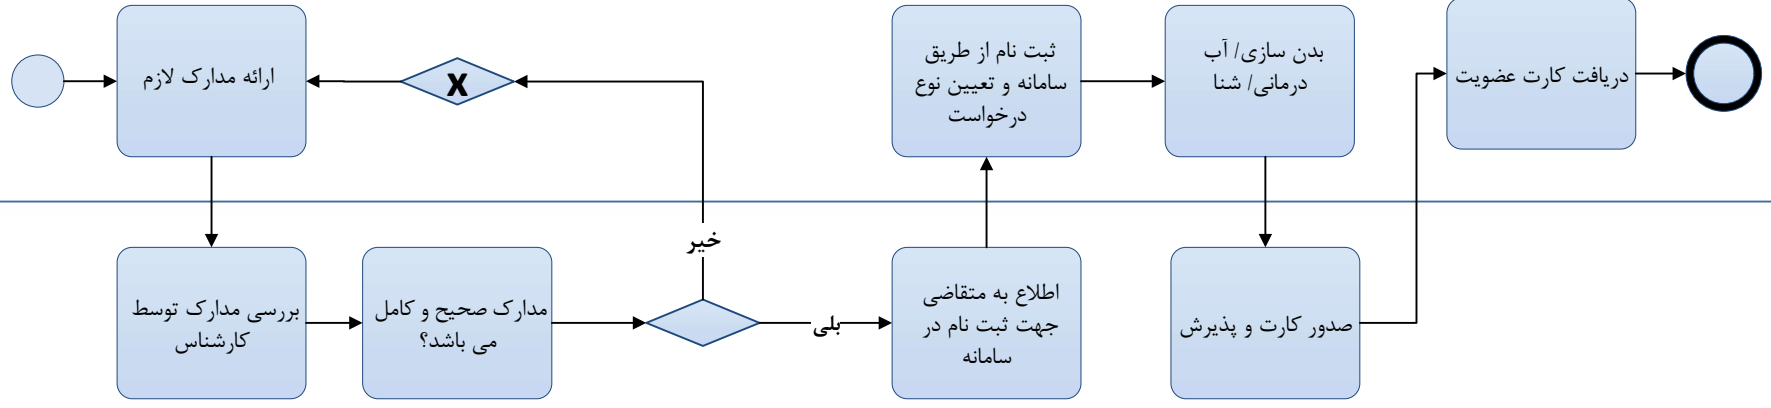 ارائه مدارک لازم
X
ثبت نام از طریق
سامانه و تعیین نوع
درخواست
بدن سازی/ آب
درمانی/ شنا
دریافت کارت عضویت
خیر
بررسی مدارک توسط
کارشناس
مدارک صحیح و کامل
می باشد؟
بلی
اطلاع به متقاضی
جهت ثبت نام در
سامانه
صدور کارت و پذیرش